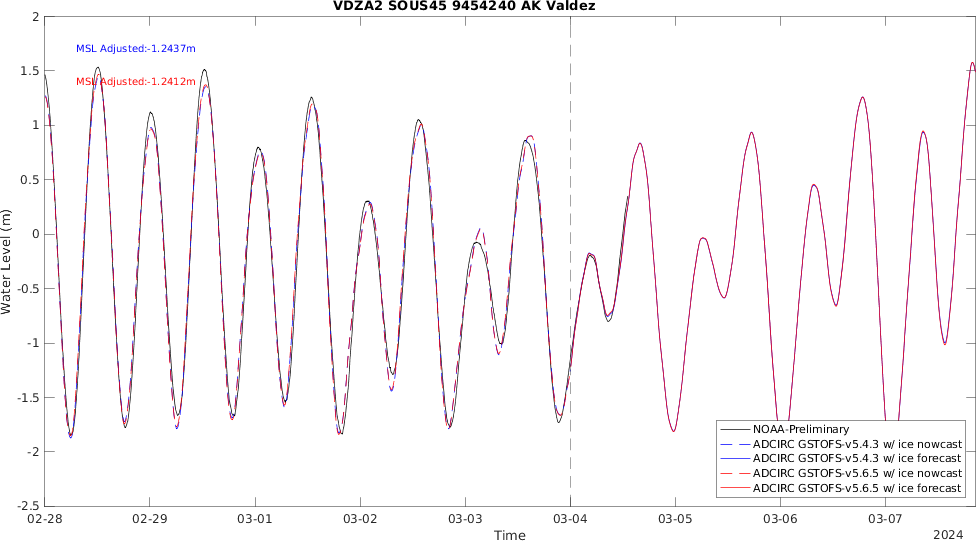 VDZA2 SOUS45 9454240 AK Valdez
MSL Adjusted:-1.2437m
MSL Adjusted:-1.2412m
Water Level (m)
2
1.5
1
0.5
0
-0.5
-1
-1.5
-2
-2.5
NOAA-Preliminary
ADCIRC GSTOFS-v5.4.3 w/ ice nowcast
ADCIRC GSTOFS-v5.4.3 w/ ice forecast
ADCIRC GSTOFS-v5.6.5 w/ ice nowcast
ADCIRC GSTOFS-v5.6.5 w/ ice forecast
02-28 02-29 03-01 03-02 03-03 03-04 03-05 03-06 03-07
Time
2024